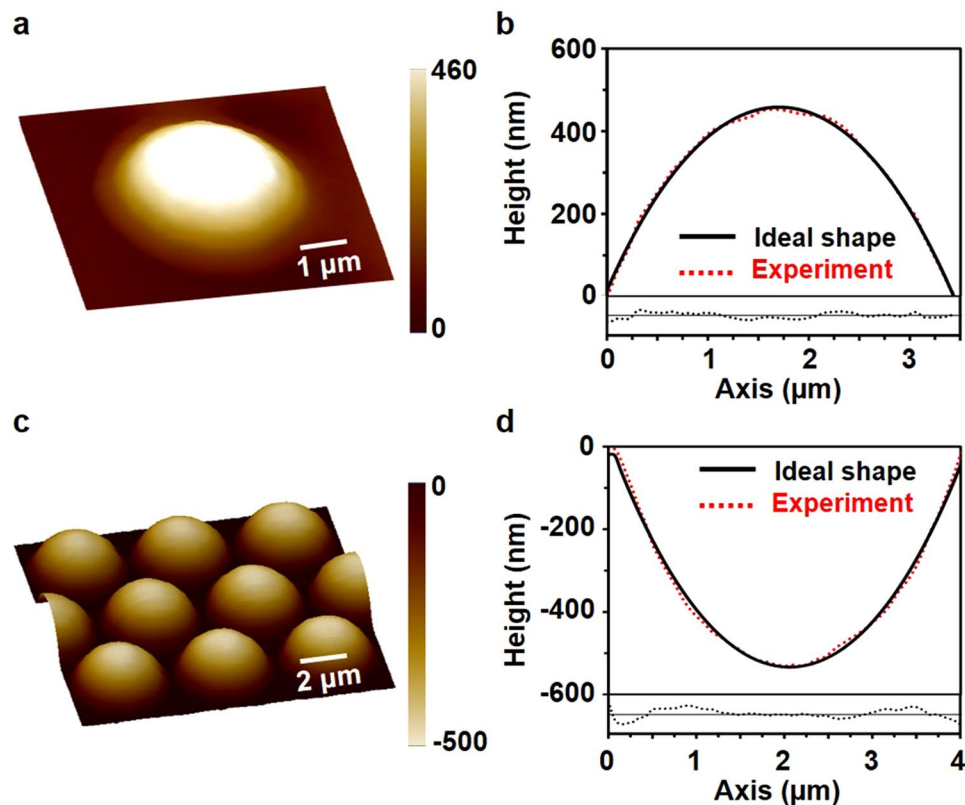 a
460
1 µm
0
b
600
400
200
0
Height (nm)
Ideal shape
Experiment
0
1
2
3
Axis (µm)
c
0
2 µm
-500
d
0
-200
-400
-600
Height (nm)
Ideal shape
Experiment
0
1
2
3
4
Axis (µm)